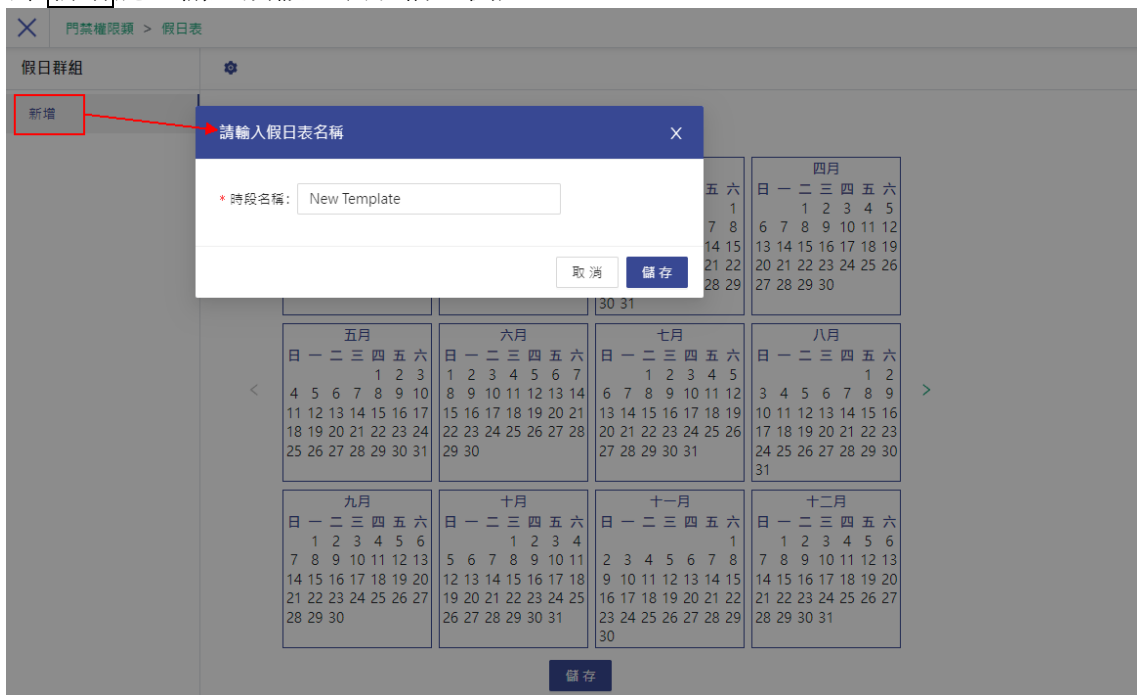 門禁權限類 > 假日表
假日群組
新增
請輸入假日表名稱 X
* 時段名稱: New Template
取 消 儲 存
四月
五 六 日 一 二 三 四 五 六
1 1 2 3 4 5
7 8 6 7 8 9 10 11 12
14 15 13 14 15 16 17 18 19
21 22 20 21 22 23 24 25 26
28 29 27 28 29 30
30 31
五月 六月 七月 八月
日 一 二 三 四 五 六 日 一 二 三 四 五 六 日 一 二 三 四 五 六 日 一 二 三 四 五 六
1 2 3 1 2 3 4 5 6 7 1 2 3 4 5 1 2
< 4 5 6 7 8 9 10 8 9 10 11 12 13 14 6 7 8 9 10 11 12 3 4 5 6 7 8 9 >
11 12 13 14 15 16 17 15 16 17 18 19 20 21 13 14 15 16 17 18 19 10 11 12 13 14 15 16
18 19 20 21 22 23 24 22 23 24 25 26 27 28 20 21 22 23 24 25 26 17 18 19 20 21 22 23
25 26 27 28 29 30 31 29 30 27 28 29 30 31 24 25 26 27 28 29 30
31
九月 十月 十一月 十二月
日 一 二 三 四 五 六 日 一 二 三 四 五 六 日 一 二 三 四 五 六 日 一 二 三 四 五 六
1 2 3 4 5 6 1 2 3 4 1 1 2 3 4 5 6
7 8 9 10 11 12 13 5 6 7 8 9 10 11 2 3 4 5 6 7 8 7 8 9 10 11 12 13
14 15 16 17 18 19 20 12 13 14 15 16 17 18 9 10 11 12 13 14 15 14 15 16 17 18 19 20
21 22 23 24 25 26 27 19 20 21 22 23 24 25 16 17 18 19 20 21 22 21 22 23 24 25 26 27
28 29 30 26 27 28 29 30 31 23 24 25 26 27 28 29 28 29 30 31
30
儲 存